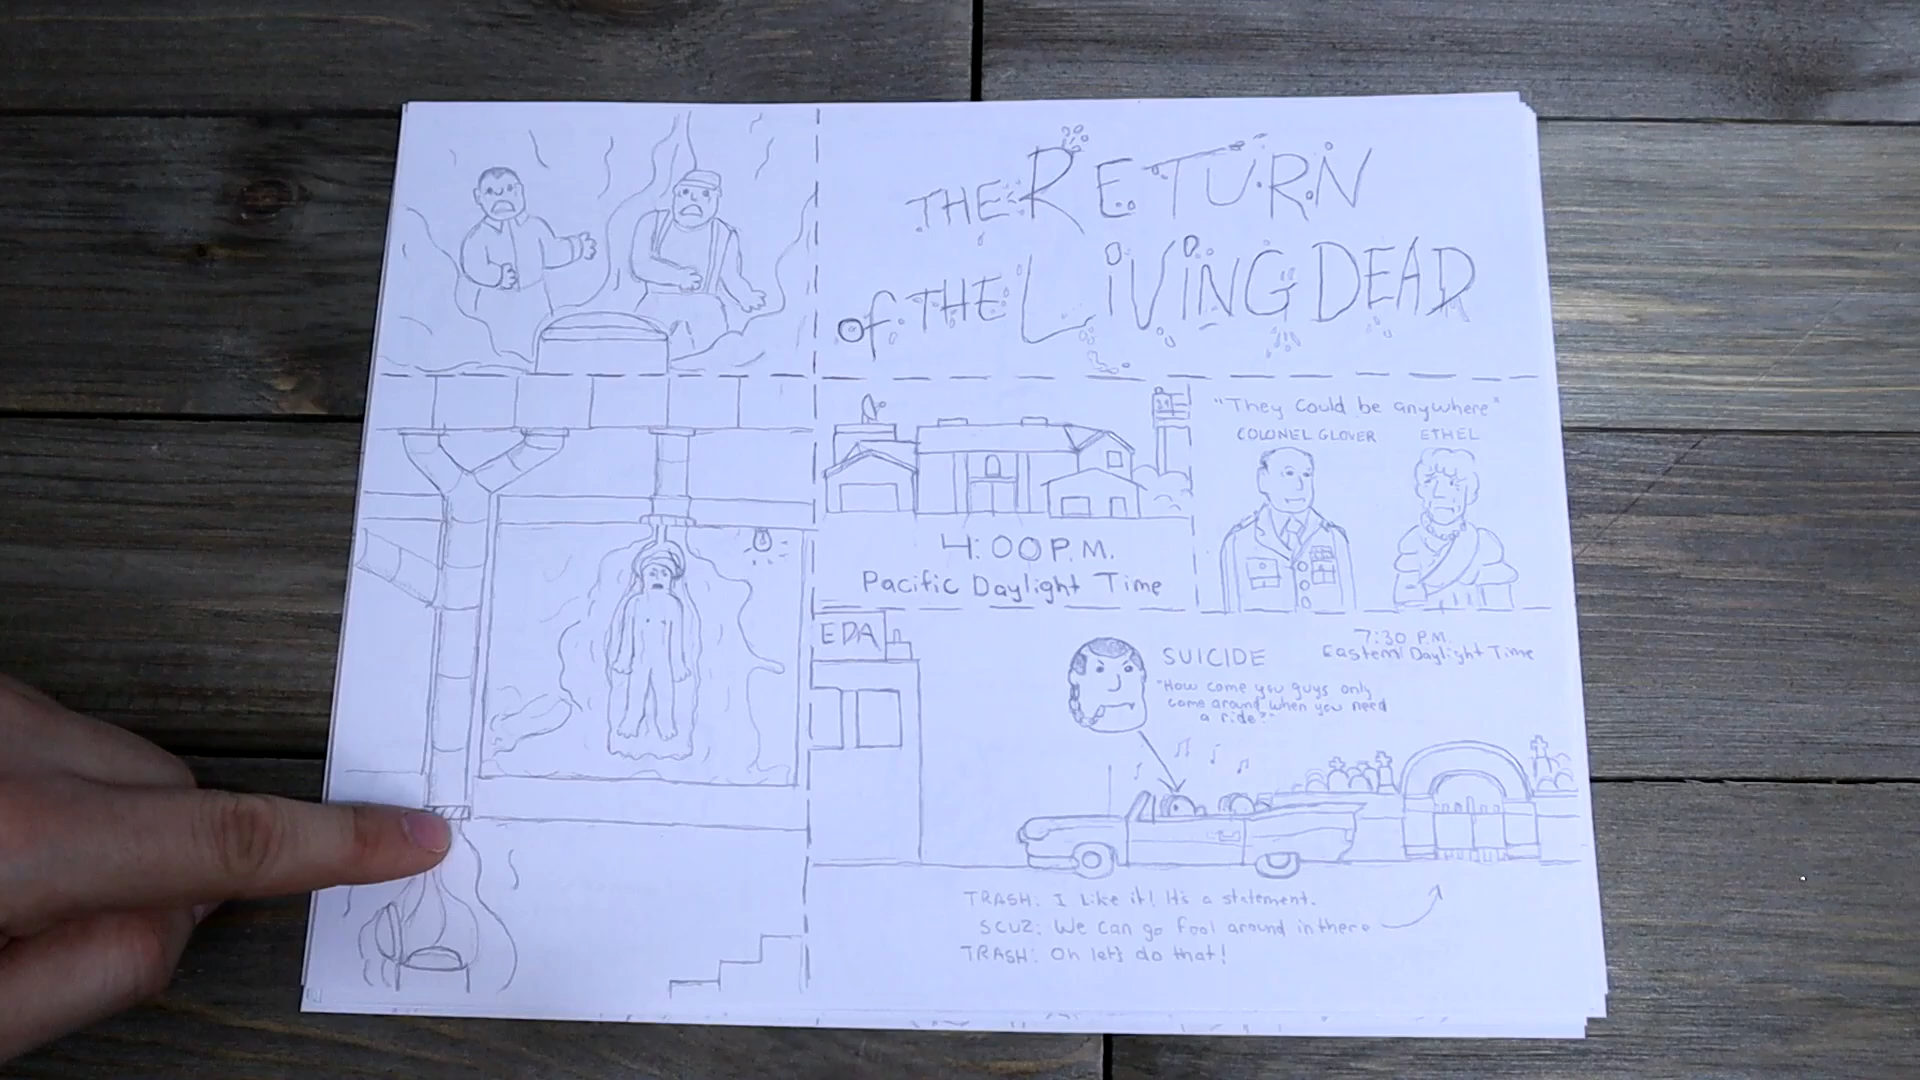 THE RETURN
of THE LIVING DEAD
4:00 P.M.
Pacific Daylight Time
"They could be anywhere"
COLONEL GLOVER
ETHEL
EDA
SUICIDE
"How come you guys only
come around when you need
a ride?"
7:30 P.M.
Eastern Daylight Time
TRASH: I like it! It's a statement.
SCUZ: We can go fool around in there
TRASH: Oh let's do that!